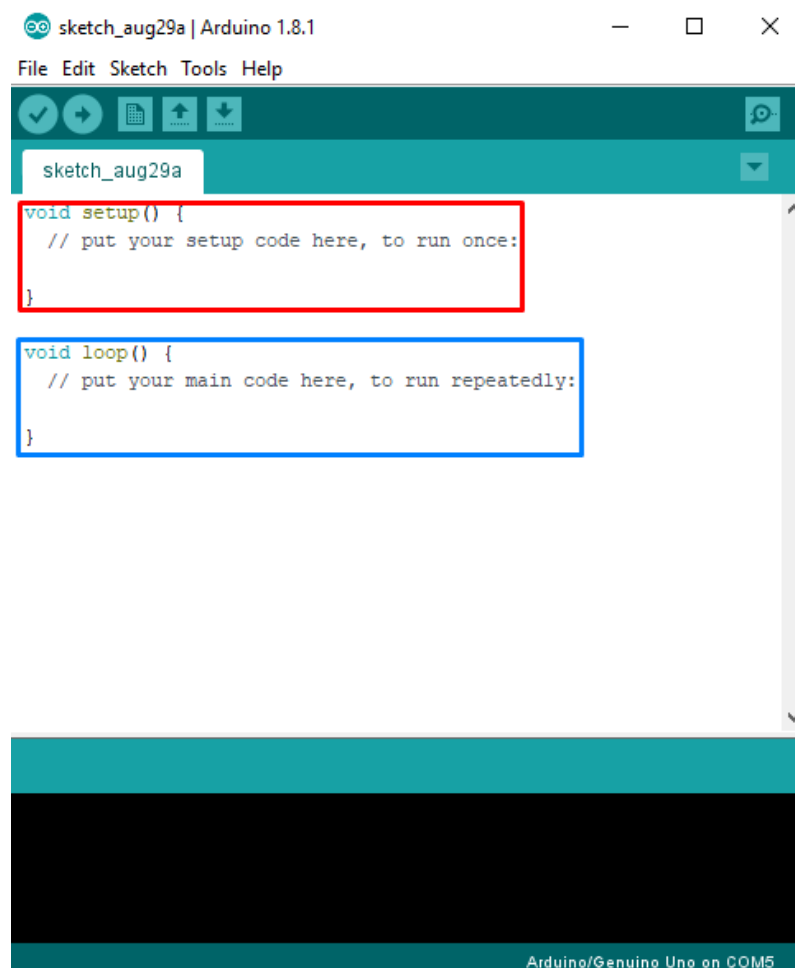 sketch_aug29a | Arduino 1.8.1
File Edit Sketch Tools Help
sketch_aug29a
void setup() {
  // put your setup code here, to run once:
}
void loop() {
  // put your main code here, to run repeatedly:
}
Arduino/Genuino Uno on COM5